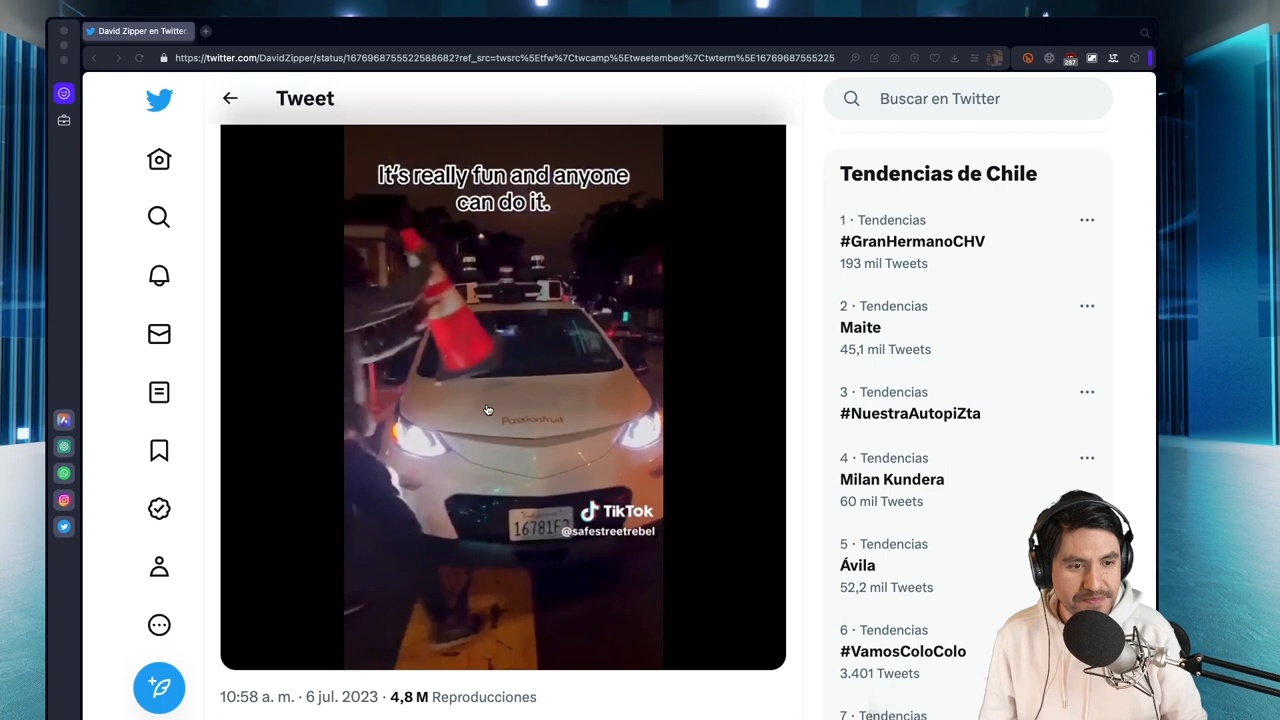 David Zipper en Twitter:
https://twitter.com/DavidZipper/status/1676968755522588682?ref_src=twsrc%5Etfw%7Ctwcamp%5Etweetembed%7Ctwterm%5E16769687555225
287
Tweet
Buscar en Twitter
It's really fun and anyone
can do it.
Passionfruit
TikTok
@safestreetrebel
10:58 a. m. · 6 jul. 2023 · 4,8 M Reproducciones
Tendencias de Chile
1 · Tendencias
#GranHermanoCHV
193 mil Tweets
2 · Tendencias
Maite
45,1 mil Tweets
3 · Tendencias
#NuestraAutopiZta
4 · Tendencias
Milan Kundera
60 mil Tweets
5 · Tendencias
Ávila
52,2 mil Tweets
6 · Tendencias
#VamosColoColo
3.401 Tweets
7 · Tendencias